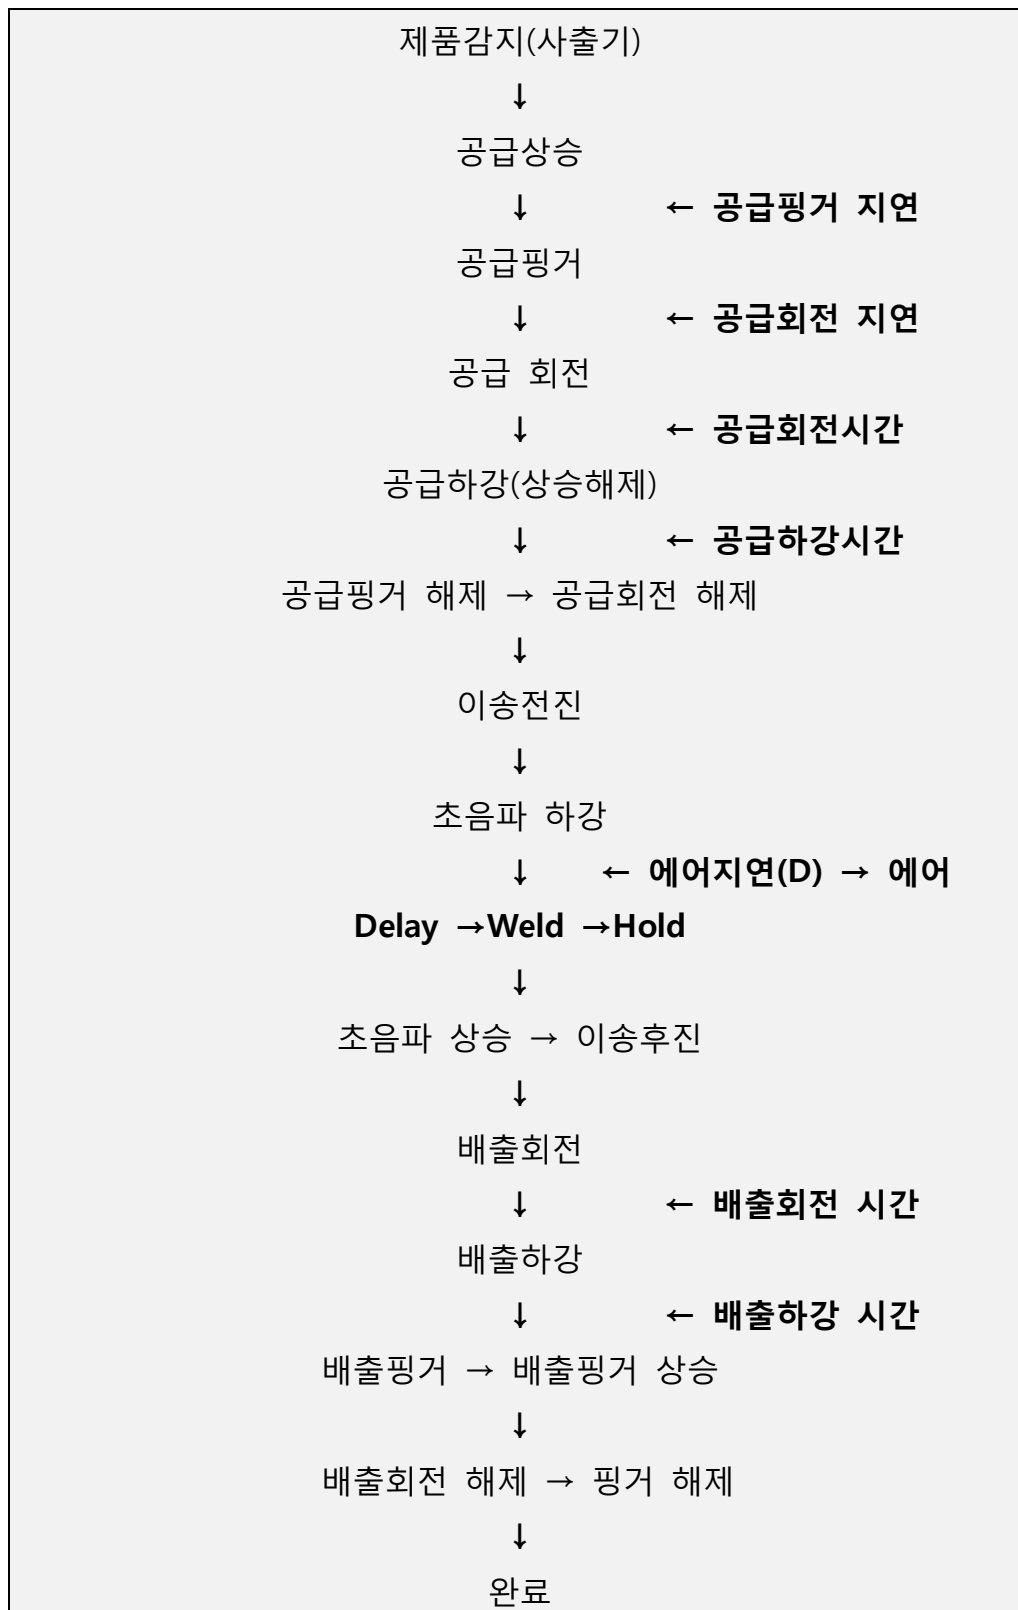 제품감지(사출기)
↓
공급상승
↓ ← 공급핑거 지연
공급핑거
↓ ← 공급회전 지연
공급 회전
↓ ← 공급회전시간
공급하강(상승해제)
↓ ← 공급하강시간
공급핑거 해제 → 공급회전 해제
↓
이송전진
↓
초음파 하강
↓ ← 에어지연(D) → 에어
Delay →Weld →Hold
↓
초음파 상승 → 이송후진
↓
배출회전
↓ ← 배출회전 시간
배출하강
↓ ← 배출하강 시간
배출핑거 → 배출핑거 상승
↓
배출회전 해제 → 핑거 해제
↓
완료